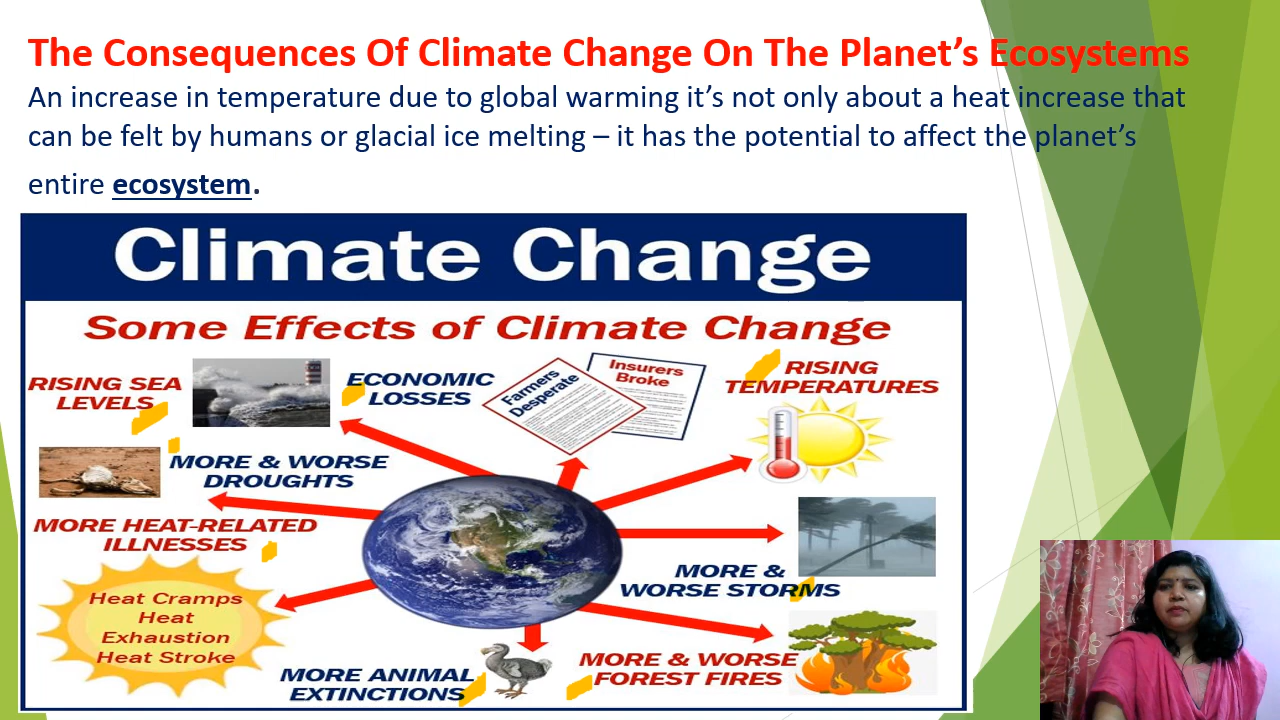 The Consequences Of Climate Change On The Planet’s Ecosystems
An increase in temperature due to global warming it’s not only about a heat increase that
can be felt by humans or glacial ice melting – it has the potential to affect the planet’s
entire ecosystem.
Climate Change
Some Effects of Climate Change
RISING SEA
LEVELS
ECONOMIC
LOSSES
Farmers
Desperate
Insurers
Broke
RISING
TEMPERATURES
MORE & WORSE
DROUGHTS
MORE HEAT-RELATED
ILLNESSES
Heat Cramps
Heat
Exhaustion
Heat Stroke
MORE &
WORSE STORMS
MORE ANIMAL
EXTINCTIONS
MORE & WORSE
FOREST FIRES